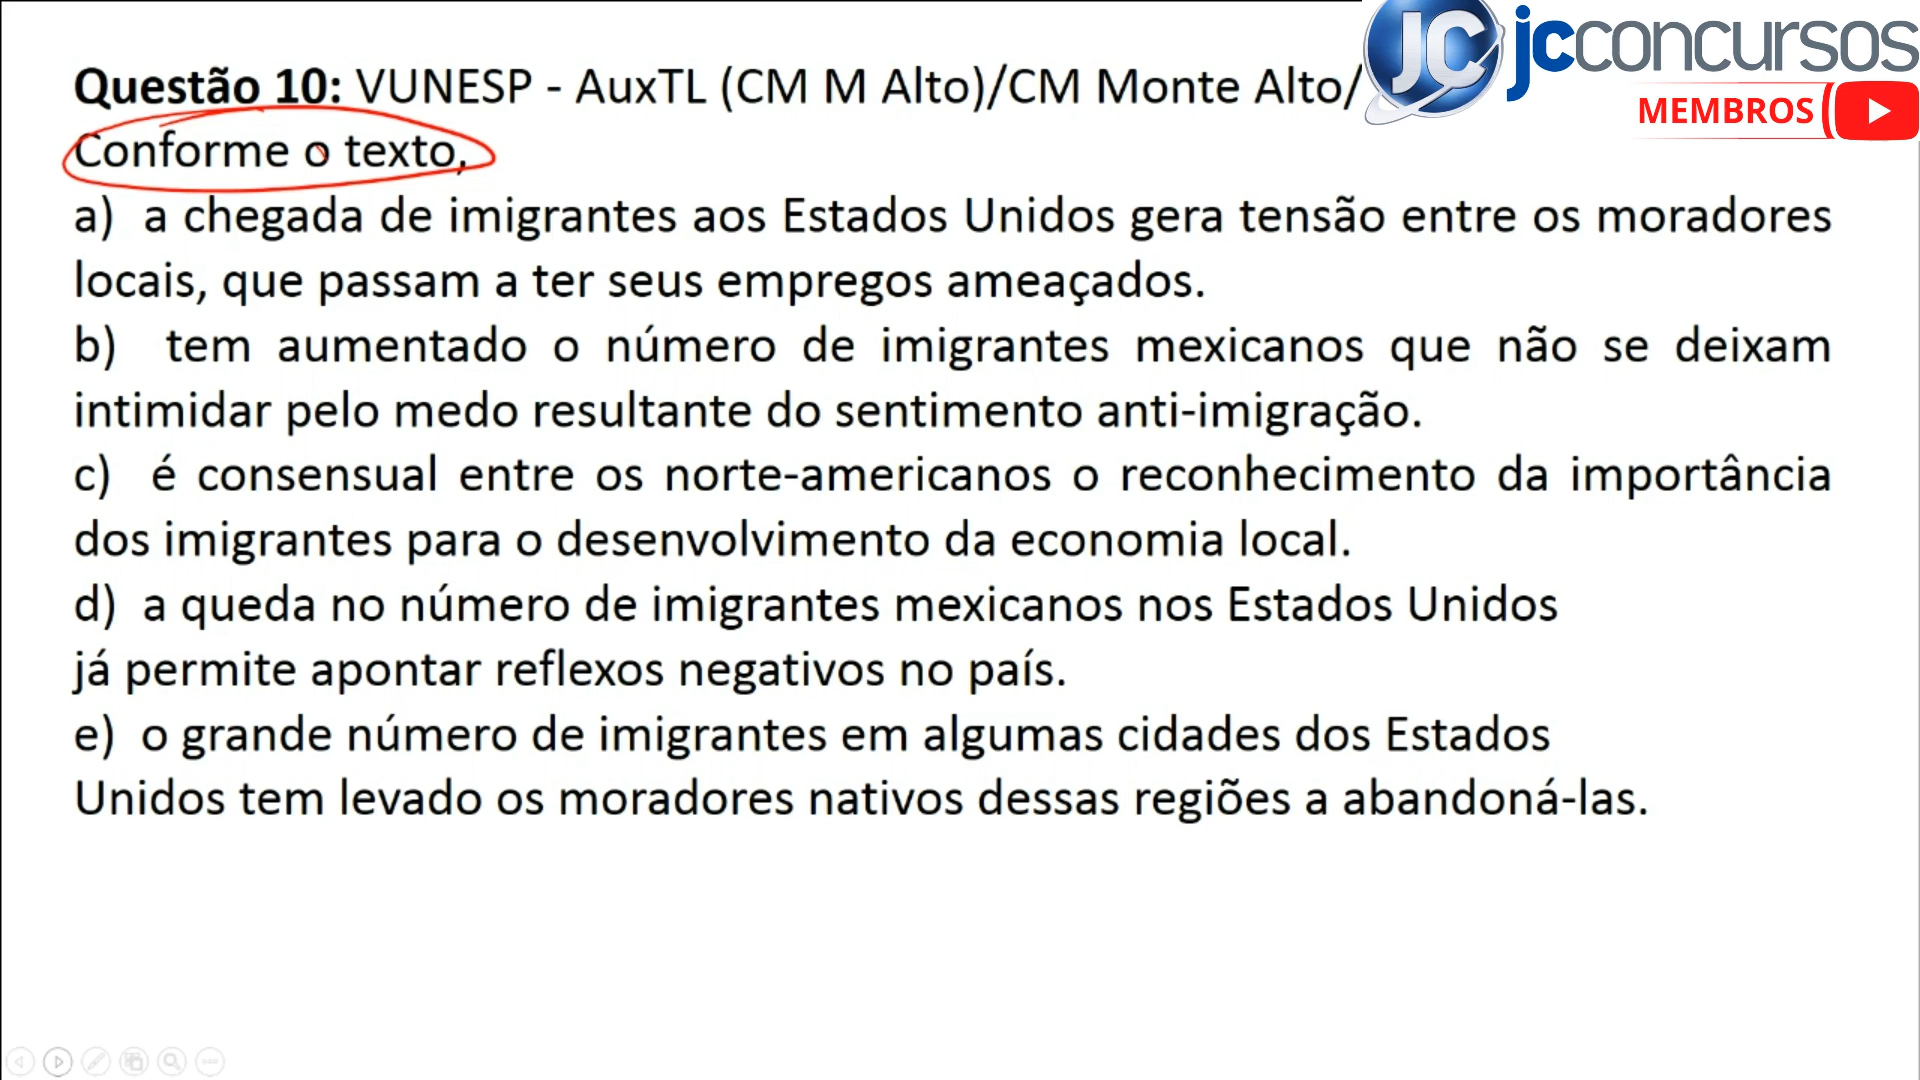 JC jcconcursos
MEMBROS
Questão 10: VUNESP - AuxTL (CM M Alto)/CM Monte Alto/
Conforme o texto,
a) a chegada de imigrantes aos Estados Unidos gera tensão entre os moradores
locais, que passam a ter seus empregos ameaçados.
b) tem aumentado o número de imigrantes mexicanos que não se deixam
intimidar pelo medo resultante do sentimento anti-imigração.
c) é consensual entre os norte-americanos o reconhecimento da importância
dos imigrantes para o desenvolvimento da economia local.
d) a queda no número de imigrantes mexicanos nos Estados Unidos
já permite apontar reflexos negativos no país.
e) o grande número de imigrantes em algumas cidades dos Estados
Unidos tem levado os moradores nativos dessas regiões a abandoná-las.